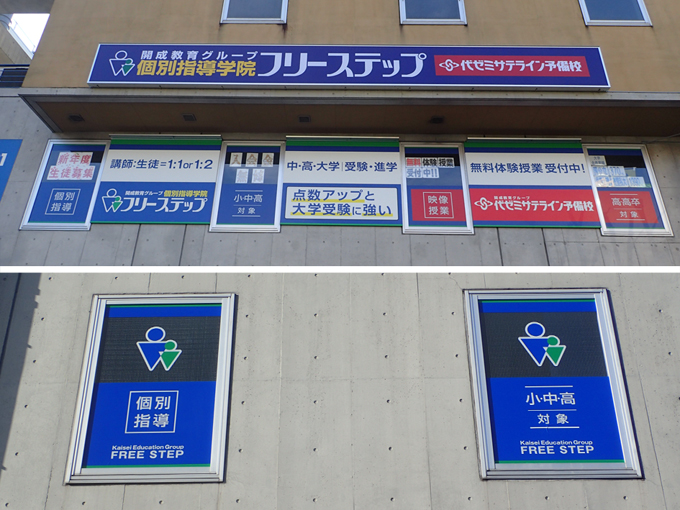 開成教育グループ
個別指導学院フリーステップ
代ゼミサテライン予備校
新年度
生徒募集
個別
指導
講師:生徒=1:1or1:2
開成教育グループ 個別指導学院
フリーステップ
小・中・高
対象
中・高・大学 受験・進学
点数アップと
大学受験に強い
無料体験授業
受付中!!
映像
授業
無料体験授業 受付中!
代ゼミサテライン予備校
高・高卒
対象
個別
指導
Kaisei Education Group
FREE STEP
小・中・高
対象
Kaisei Education Group
FREE STEP